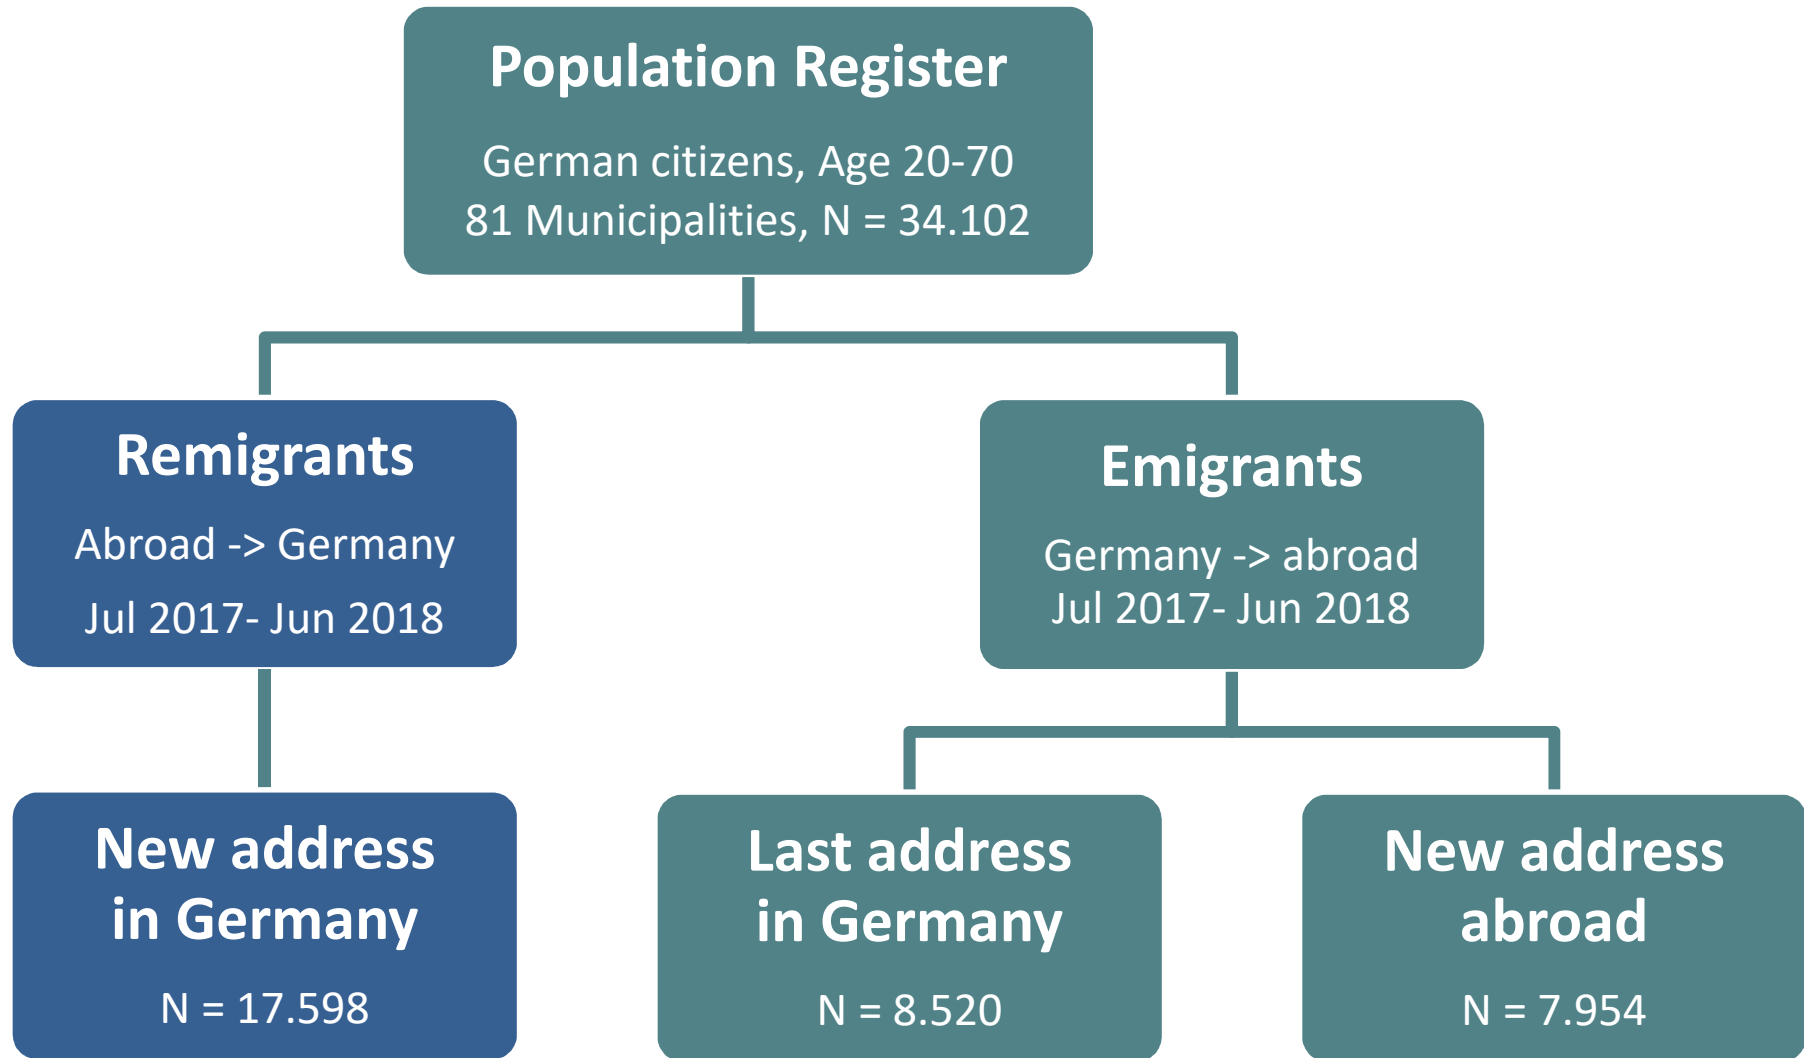 Population Register
German citizens, Age 20-70
81 Municipalities, N = 34.102
Remigrants
Abroad -> Germany
Jul 2017- Jun 2018
Emigrants
Germany -> abroad
Jul 2017- Jun 2018
New address
in Germany
N = 17.598
Last address
in Germany
N = 8.520
New address
abroad
N = 7.954